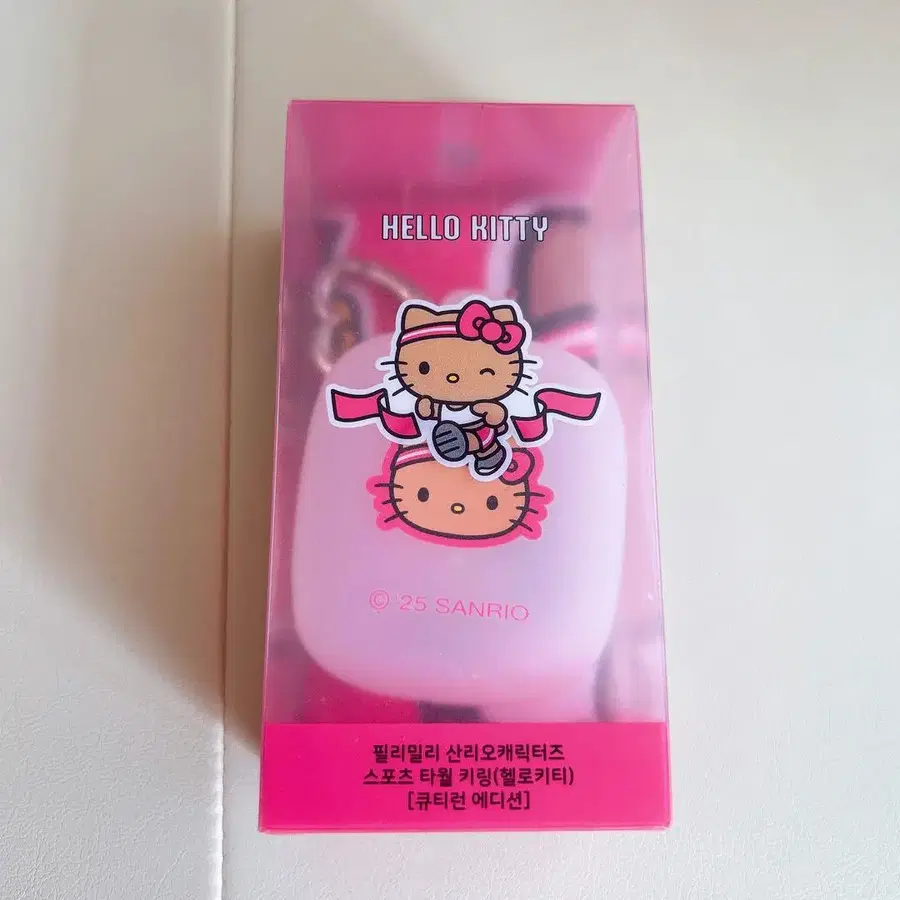 HELLO KITTY
© '25 SANRIO
필리밀리 산리오캐릭터즈
스포츠 타월 키링(헬로키티)
[큐티런 에디션]